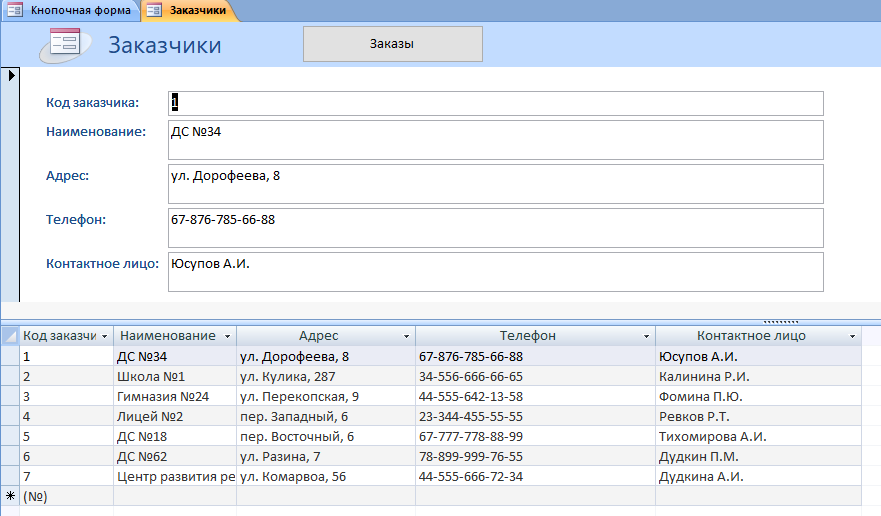 Кнопочная форма Заказчики
Заказчики Заказы
Код заказчика: 1
Наименование: ДС №34
Адрес: ул. Дорофеева, 8
Телефон: 67-876-785-66-88
Контактное лицо: Юсупов А.И.
Код заказчи Наименование Адрес Телефон Контактное лицо
1 ДС №34 ул. Дорофеева, 8 67-876-785-66-88 Юсупов А.И.
2 Школа №1 ул. Кулика, 287 34-556-666-66-65 Калинина Р.И.
3 Гимназия №24 ул. Перекопская, 9 44-555-642-13-58 Фомина П.Ю.
4 Лицей №2 пер. Западный, 6 23-344-455-55-55 Ревков Р.Т.
5 ДС №18 пер. Восточный, 6 67-777-778-88-99 Тихомирова А.И.
6 ДС №62 ул. Разина, 7 78-899-999-76-55 Дудкин П.М.
7 Центр развития ре ул. Комарвоа, 56 44-555-666-72-34 Дудкина А.И.
(№)